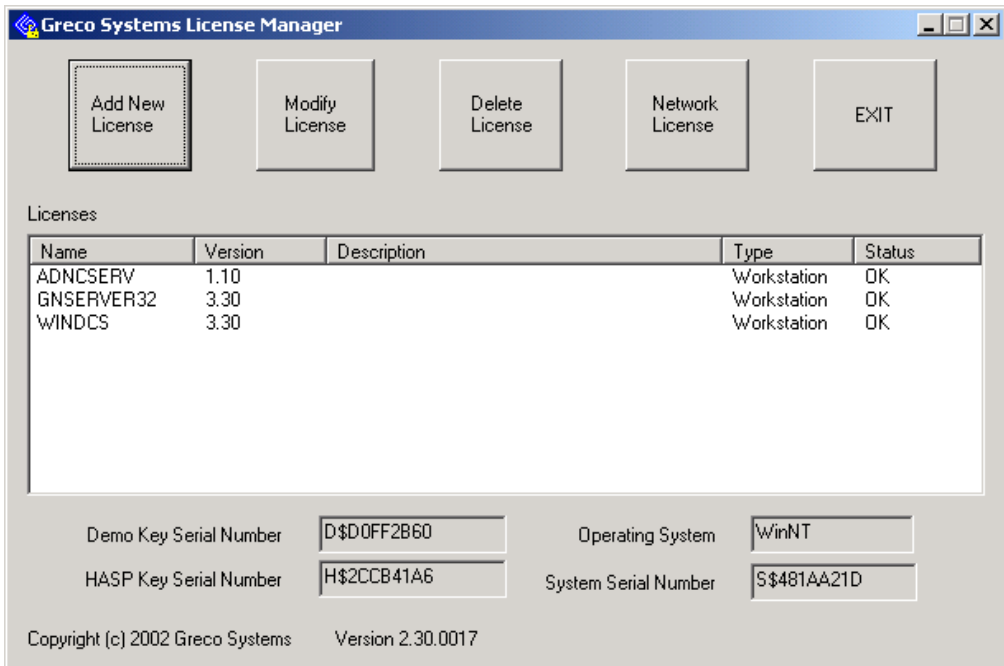 Greco Systems License Manager
Add New License
Modify License
Delete License
Network License
EXIT
Licenses
Name Version Description Type Status
ADNCSERV 1.10 Workstation OK
GNSERVER32 3.30 Workstation OK
WINDCS 3.30 Workstation OK
Demo Key Serial Number D$D0FF2B60 Operating System WinNT
HASP Key Serial Number H$2CCB41A6 System Serial Number S$481AA21D
Copyright (c) 2002 Greco Systems Version 2.30.0017